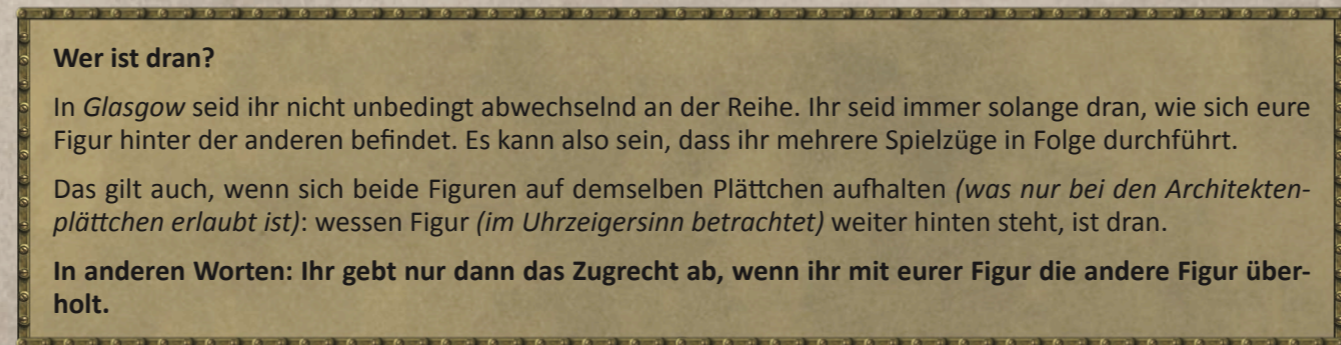 Wer ist dran?
In Glasgow seid ihr nicht unbedingt abwechselnd an der Reihe. Ihr seid immer solange dran, wie sich eure
Figur hinter der anderen befindet. Es kann also sein, dass ihr mehrere Spielzüge in Folge durchführt.
Das gilt auch, wenn sich beide Figuren auf demselben Plättchen aufhalten (was nur bei den Architekten-
plättchen erlaubt ist): wessen Figur (im Uhrzeigersinn betrachtet) weiter hinten steht, ist dran.
In anderen Worten: Ihr gebt nur dann das Zugrecht ab, wenn ihr mit eurer Figur die andere Figur über-
holt.